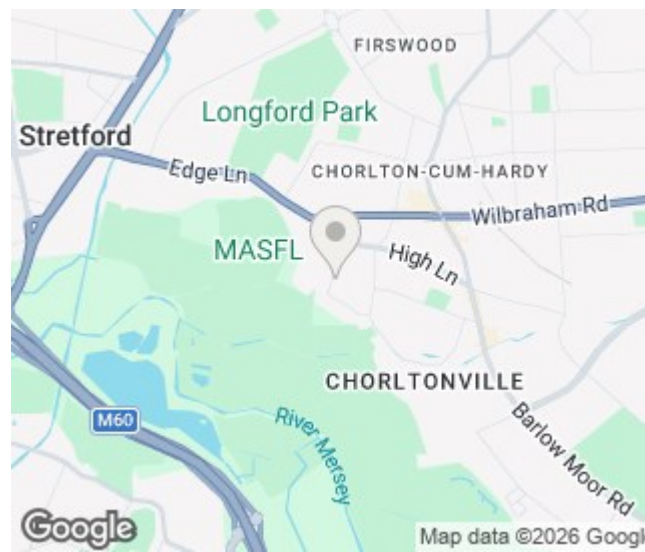 FIRSWOOD
Longford Park
Stretford
Edge Ln
CHORLTON-CUM-HARDY
Wilbraham Rd
MASFL
High Ln
CHORLTONVILLE
M60
River Mersey
Barlow Moor Rd
Google
Map data ©2026 Googl